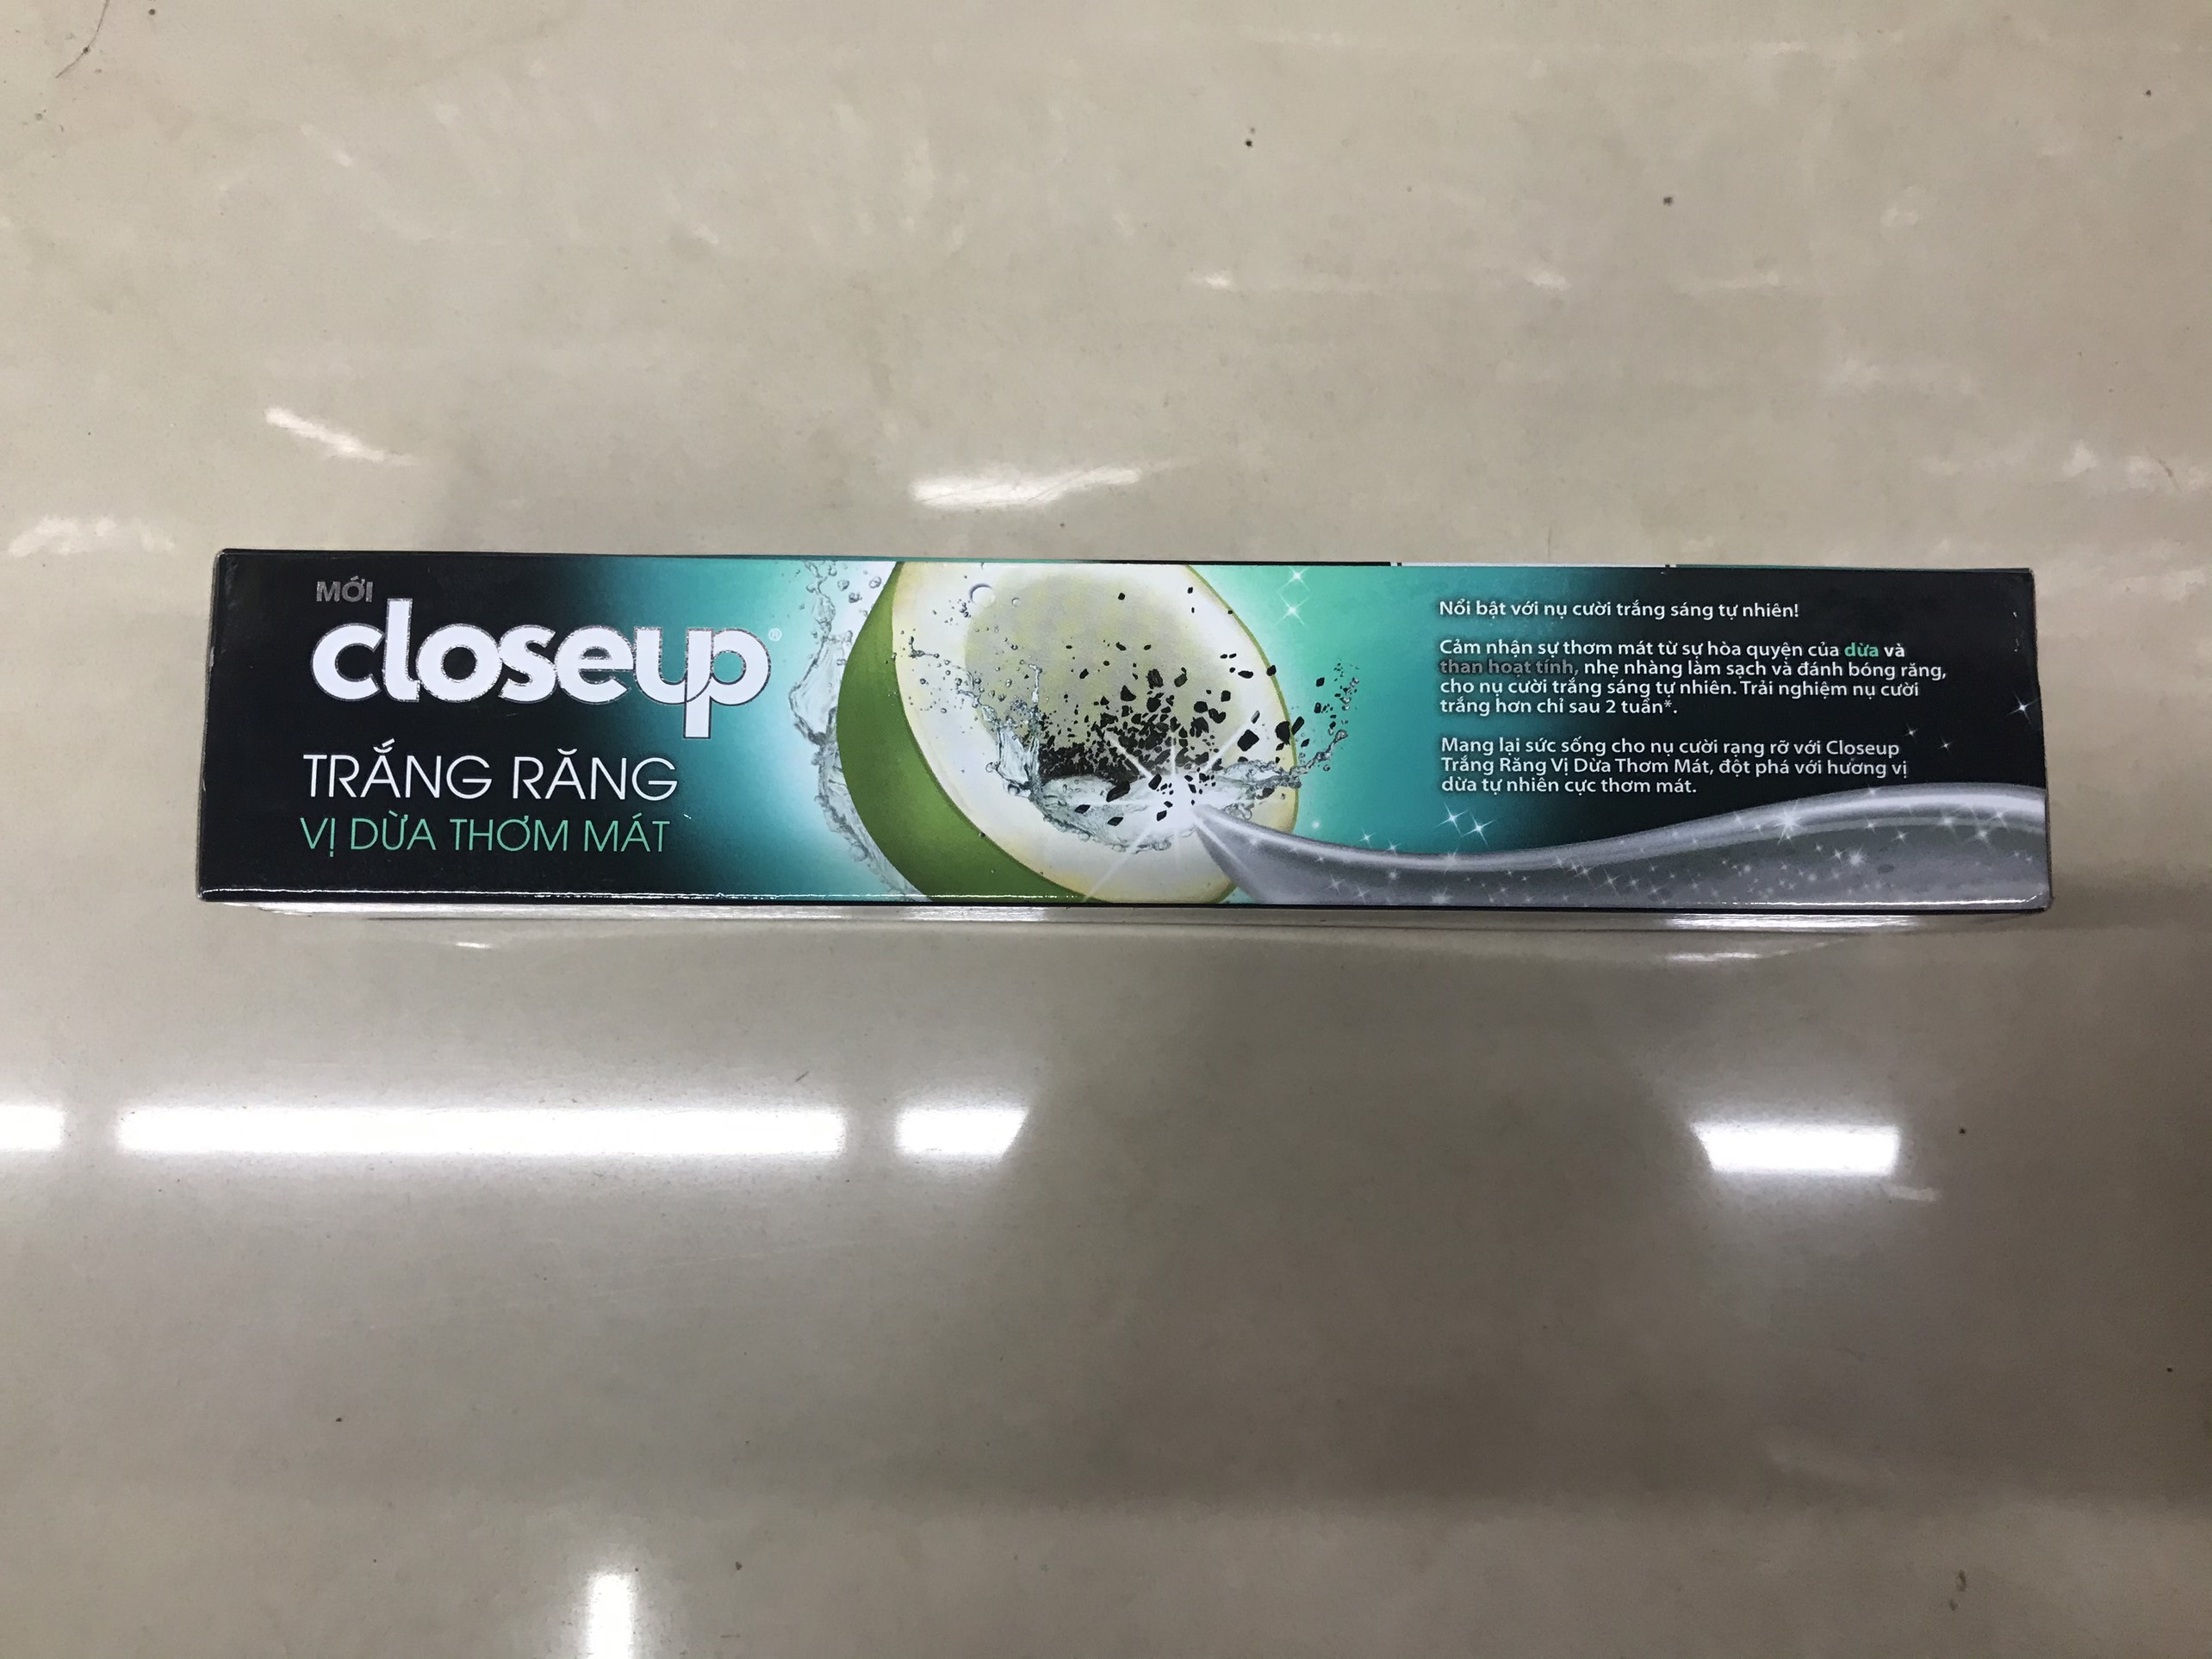 MỚI
closeup®
TRẮNG RĂNG
VỊ DỪA THƠM MÁT
Nổi bật với nụ cười trắng sáng tự nhiên!
Cảm nhận sự thơm mát từ sự hòa quyện của dừa và
than hoạt tính, nhẹ nhàng làm sạch và đánh bóng răng,
cho nụ cười trắng sáng tự nhiên. Trải nghiệm nụ cười
trắng hơn chỉ sau 2 tuần*.
Mang lại sức sống cho nụ cười rạng rỡ với Closeup
Trắng Răng Vị Dừa Thơm Mát, đột phá với hương vị
dừa tự nhiên cực thơm mát.